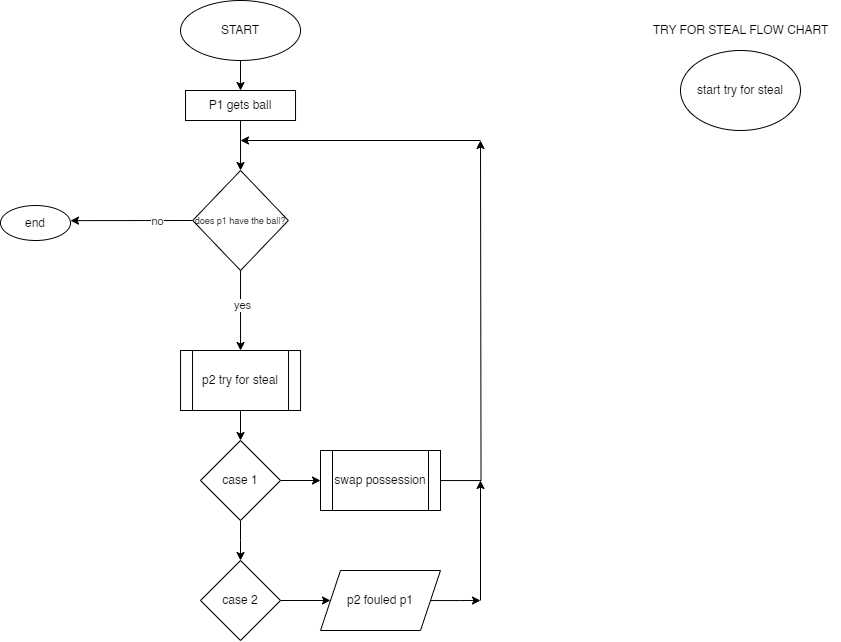 START
TRY FOR STEAL FLOW CHART
start try for steal
P1 gets ball
does p1 have the ball?
no
end
yes
p2 try for steal
case 1
swap possession
case 2
p2 fouled p1